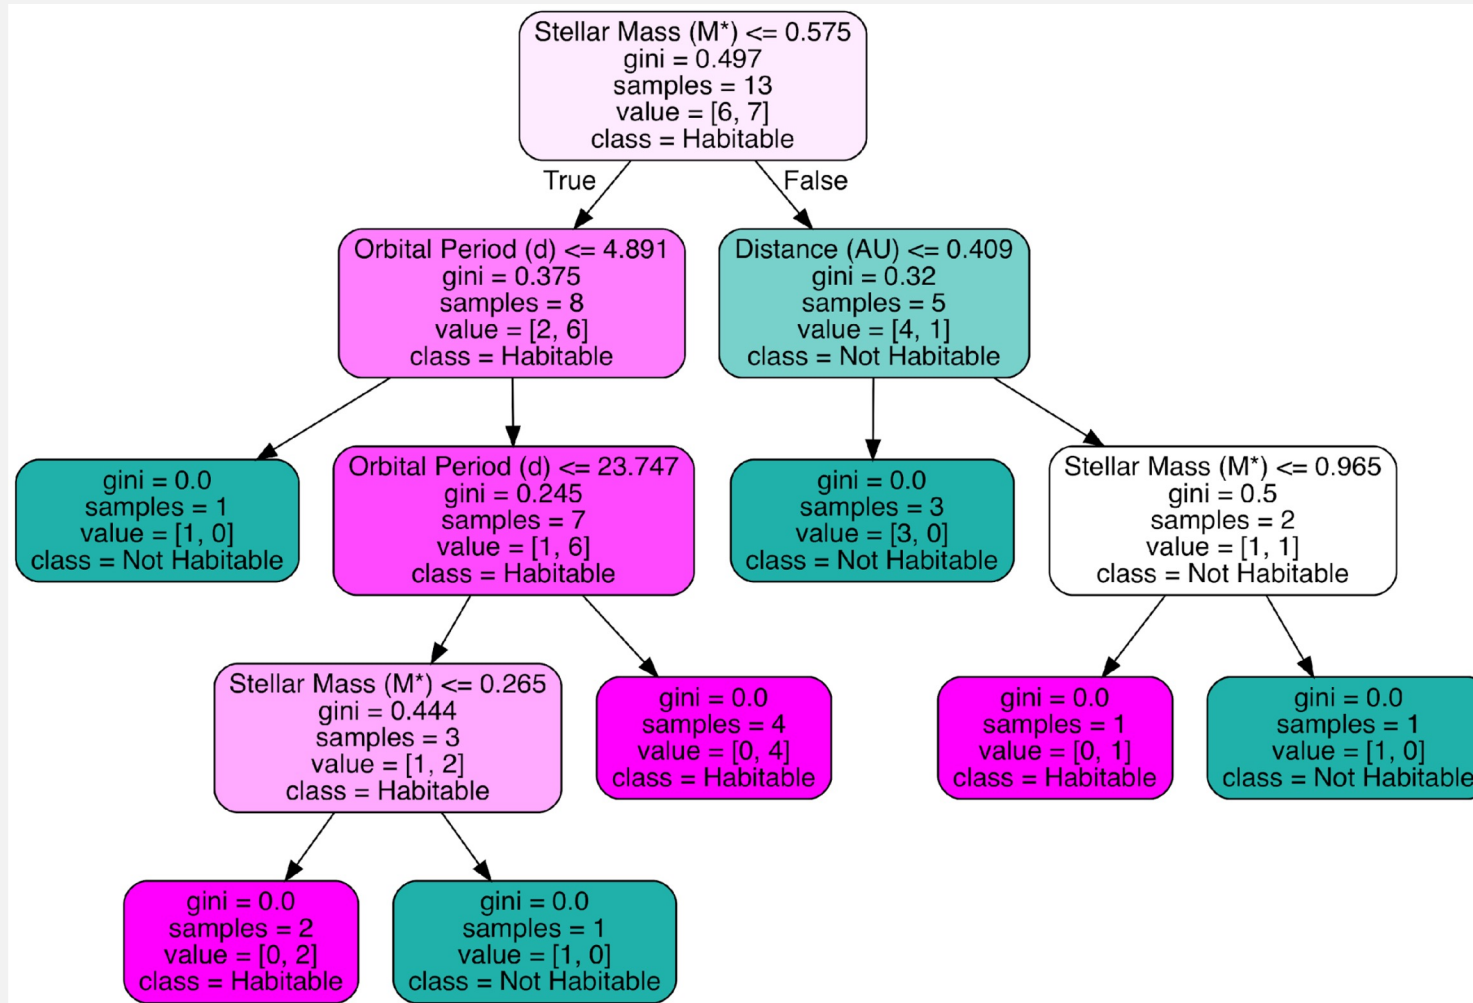 Stellar Mass (M*) <= 0.575
gini = 0.497
samples = 13
value = [6, 7]
class = Habitable
True
False
Orbital Period (d) <= 4.891
gini = 0.375
samples = 8
value = [2, 6]
class = Habitable
Distance (AU) <= 0.409
gini = 0.32
samples = 5
value = [4, 1]
class = Not Habitable
gini = 0.0
samples = 1
value = [1, 0]
class = Not Habitable
Orbital Period (d) <= 23.747
gini = 0.245
samples = 7
value = [1, 6]
class = Habitable
gini = 0.0
samples = 3
value = [3, 0]
class = Not Habitable
Stellar Mass (M*) <= 0.965
gini = 0.5
samples = 2
value = [1, 1]
class = Not Habitable
Stellar Mass (M*) <= 0.265
gini = 0.444
samples = 3
value = [1, 2]
class = Habitable
gini = 0.0
samples = 4
value = [0, 4]
class = Habitable
gini = 0.0
samples = 1
value = [0, 1]
class = Habitable
gini = 0.0
samples = 1
value = [1, 0]
class = Not Habitable
gini = 0.0
samples = 2
value = [0, 2]
class = Habitable
gini = 0.0
samples = 1
value = [1, 0]
class = Not Habitable